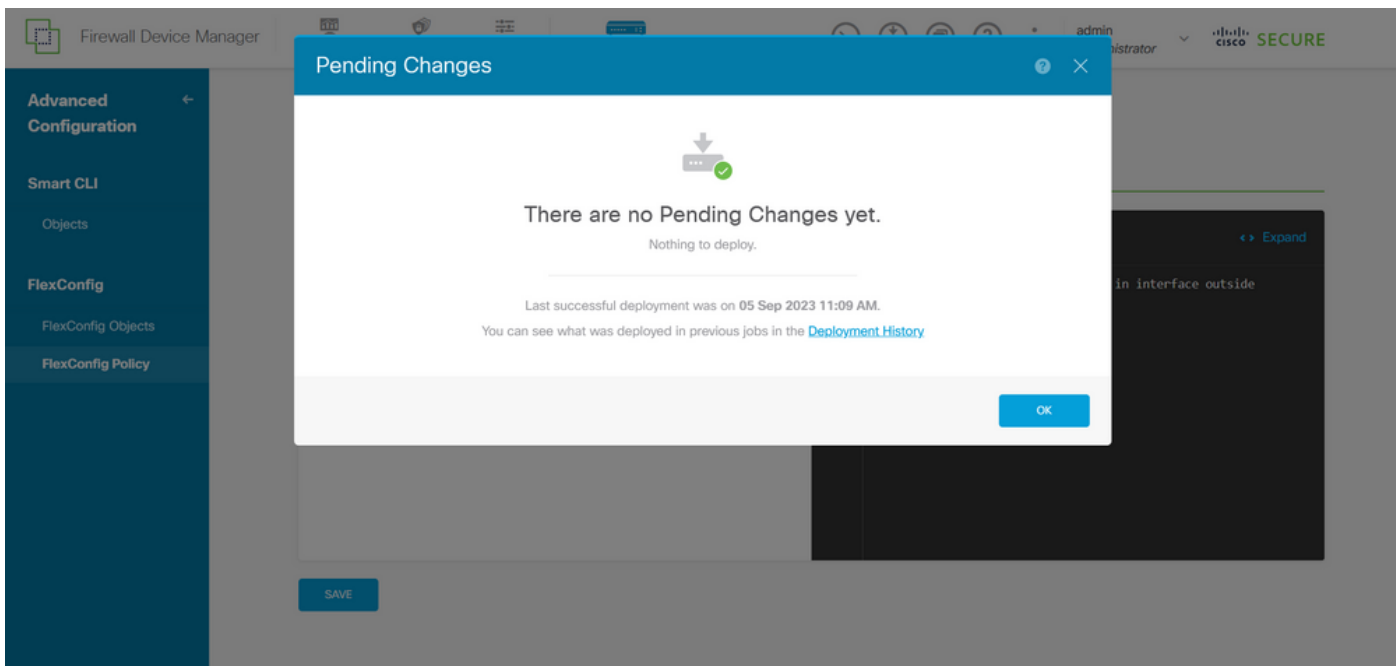 Firewall Device Manager
admin
cisco SECURE
Pending Changes
Advanced
Configuration
Smart CLI
Objects
FlexConfig
FlexConfig Objects
FlexConfig Policy
There are no Pending Changes yet.
Nothing to deploy.
Last successful deployment was on 05 Sep 2023 11:09 AM.
You can see what was deployed in previous jobs in the Deployment History
OK
Expand
in interface outside
SAVE